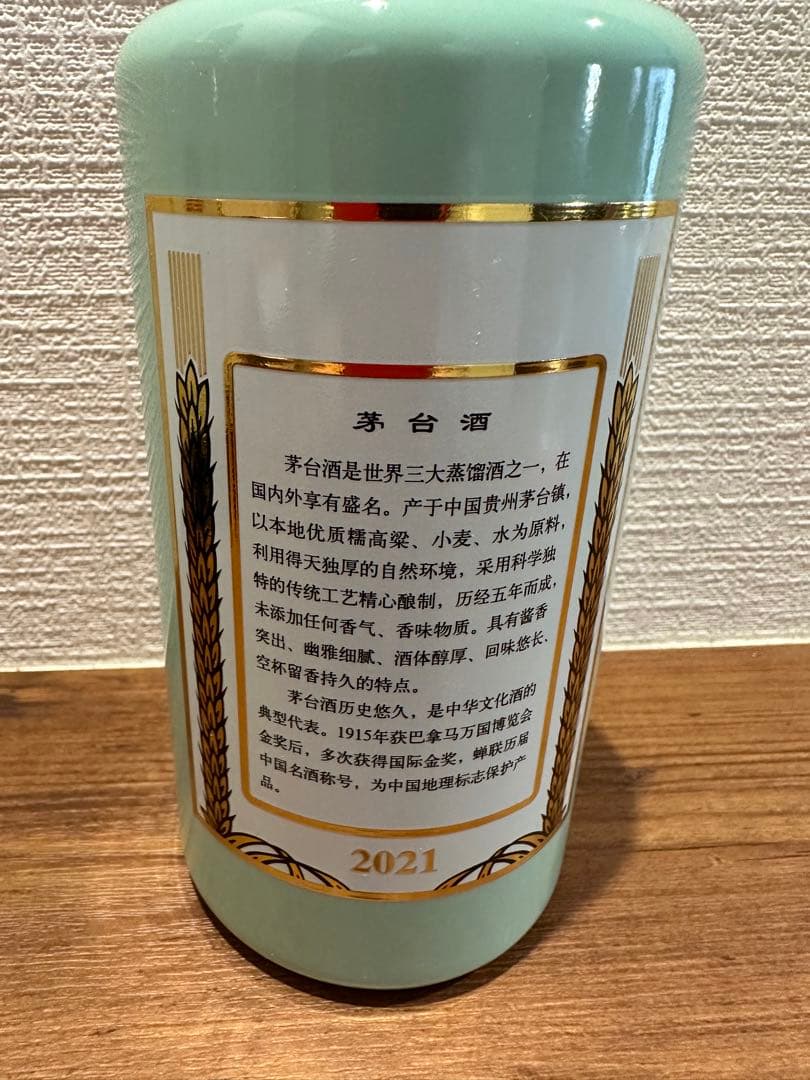 茅台酒
茅台酒是世界三大蒸馏酒之一，在
国内外享有盛名。产于中国贵州茅台镇，
以本地优质糯高粱、小麦、水为原料，
利用得天独厚的自然环境，采用科学独
特的传统工艺精心酿制，历经五年而成，
未添加任何香气、香味物质。具有酱香
突出、幽雅细腻、酒体醇厚、回味悠长、
空杯留香持久的特点。
茅台酒历史悠久，是中华文化酒的
典型代表。1915年获巴拿马万国博览会
金奖后，多次获得国际金奖，蝉联历届
中国名酒称号，为中国地理标志保护产
品。
2021